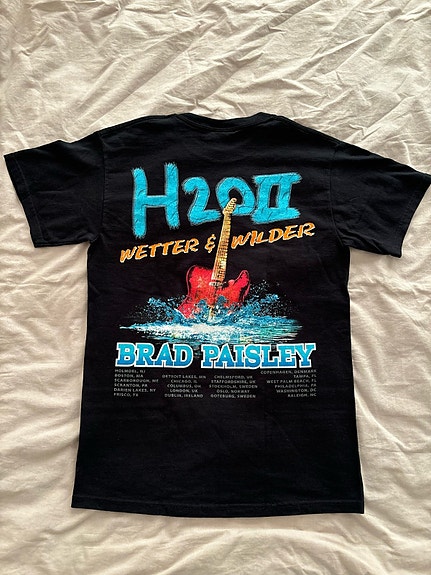 H2OII
WETTER & WILDER
BRAD PAISLEY
HOLMDEL, NJ
BOSTON, MA
SCARBOROUGH, ME
SCRANTON, PA
DARIEN LAKES, NY
FRISCO, TX
DETROIT LAKES, MN
CHICAGO, IL
COLUMBUS, OH
LONDON, UK
DUBLIN, IRELAND
CHELMSFORD, UK
STAFFORDSHIRE, UK
STOCKHOLM, SWEDEN
OSLO, NORWAY
GOTEBURG, SWEDEN
COPENHAGEN, DENMARK
TAMPA, FL
WEST PALM BEACH, FL
PHILADELPHIA, PA
WASHINGTON, DC
RALEIGH, NC